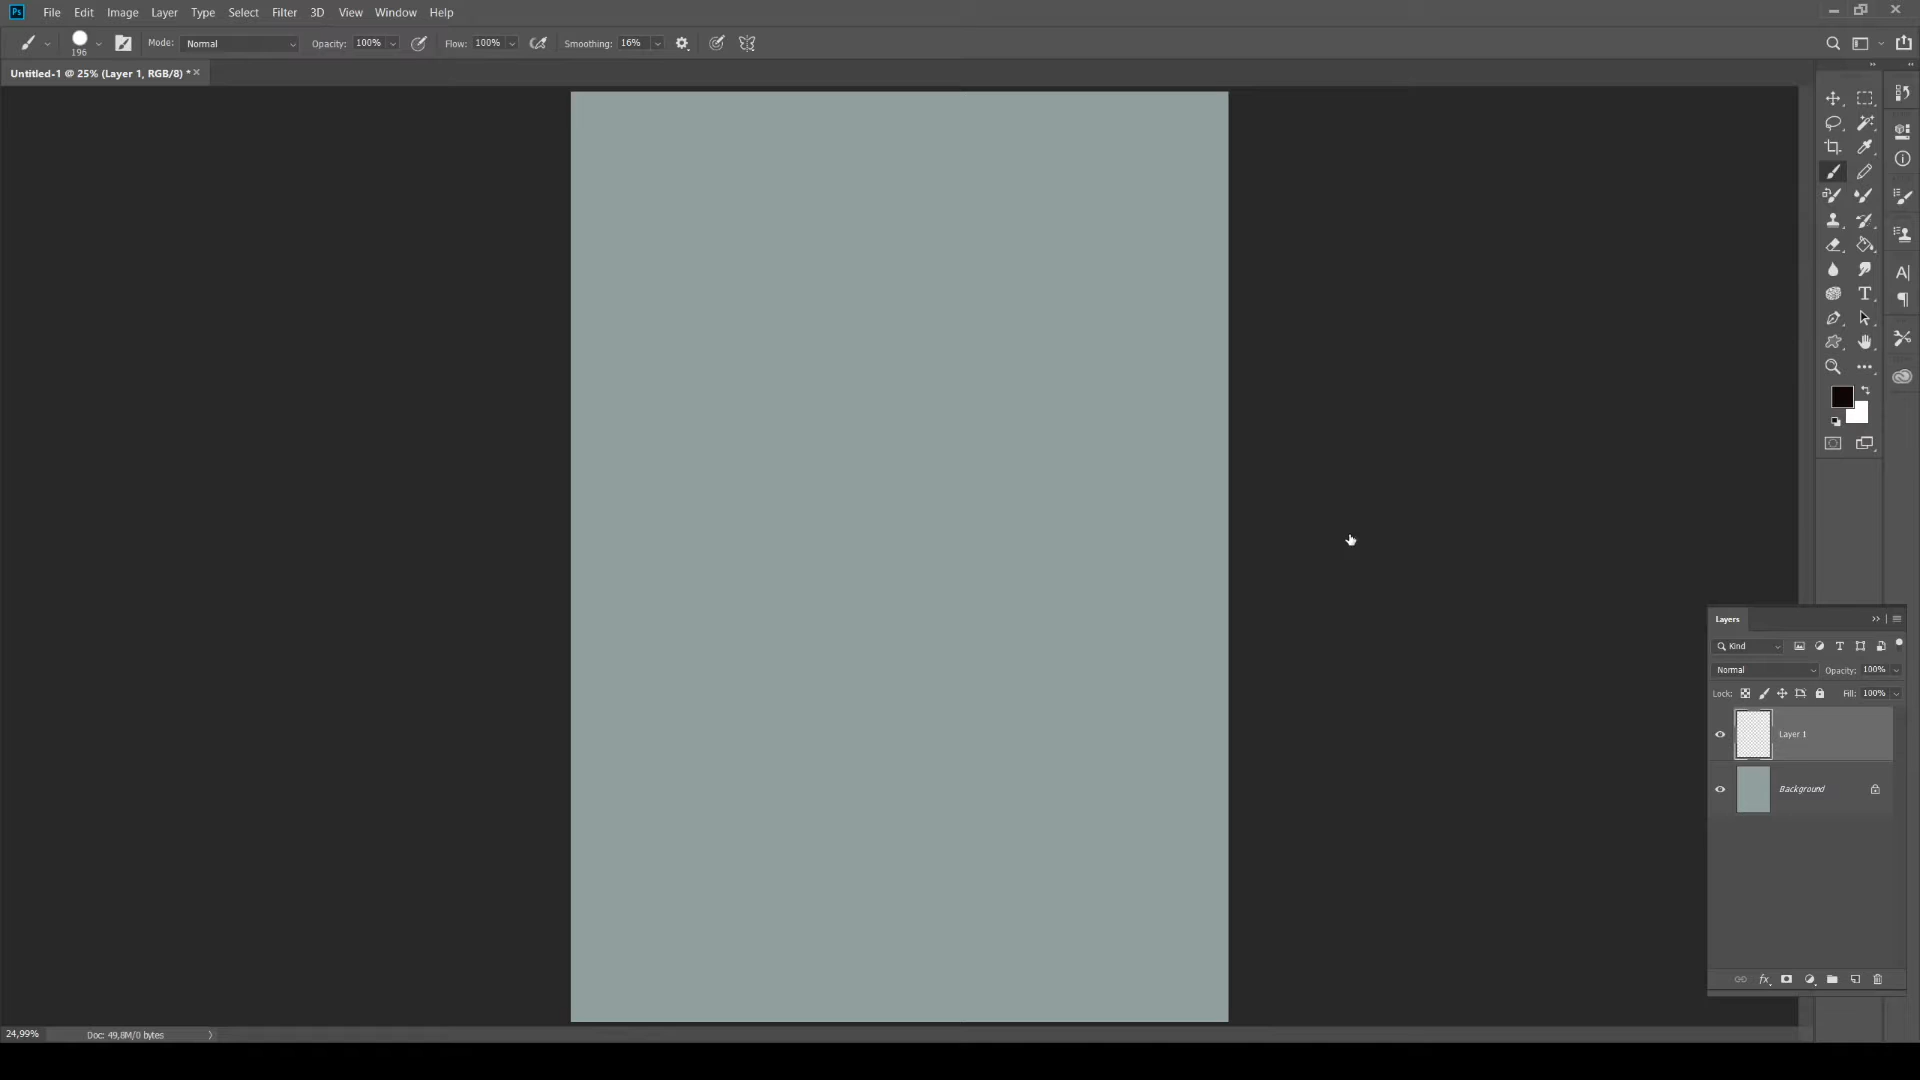 Ps File Edit Image Layer Type Select Filter 3D View Window Help
196 Mode: Normal Opacity: 100% Flow: 100% Smoothing: 16%
Untitled-1 @ 25% (Layer 1, RGB/8) *
Layers
Kind
Normal Opacity: 100%
Lock: Fill: 100%
Layer 1
Background
fx
24,99% Doc: 49,8M/0 bytes